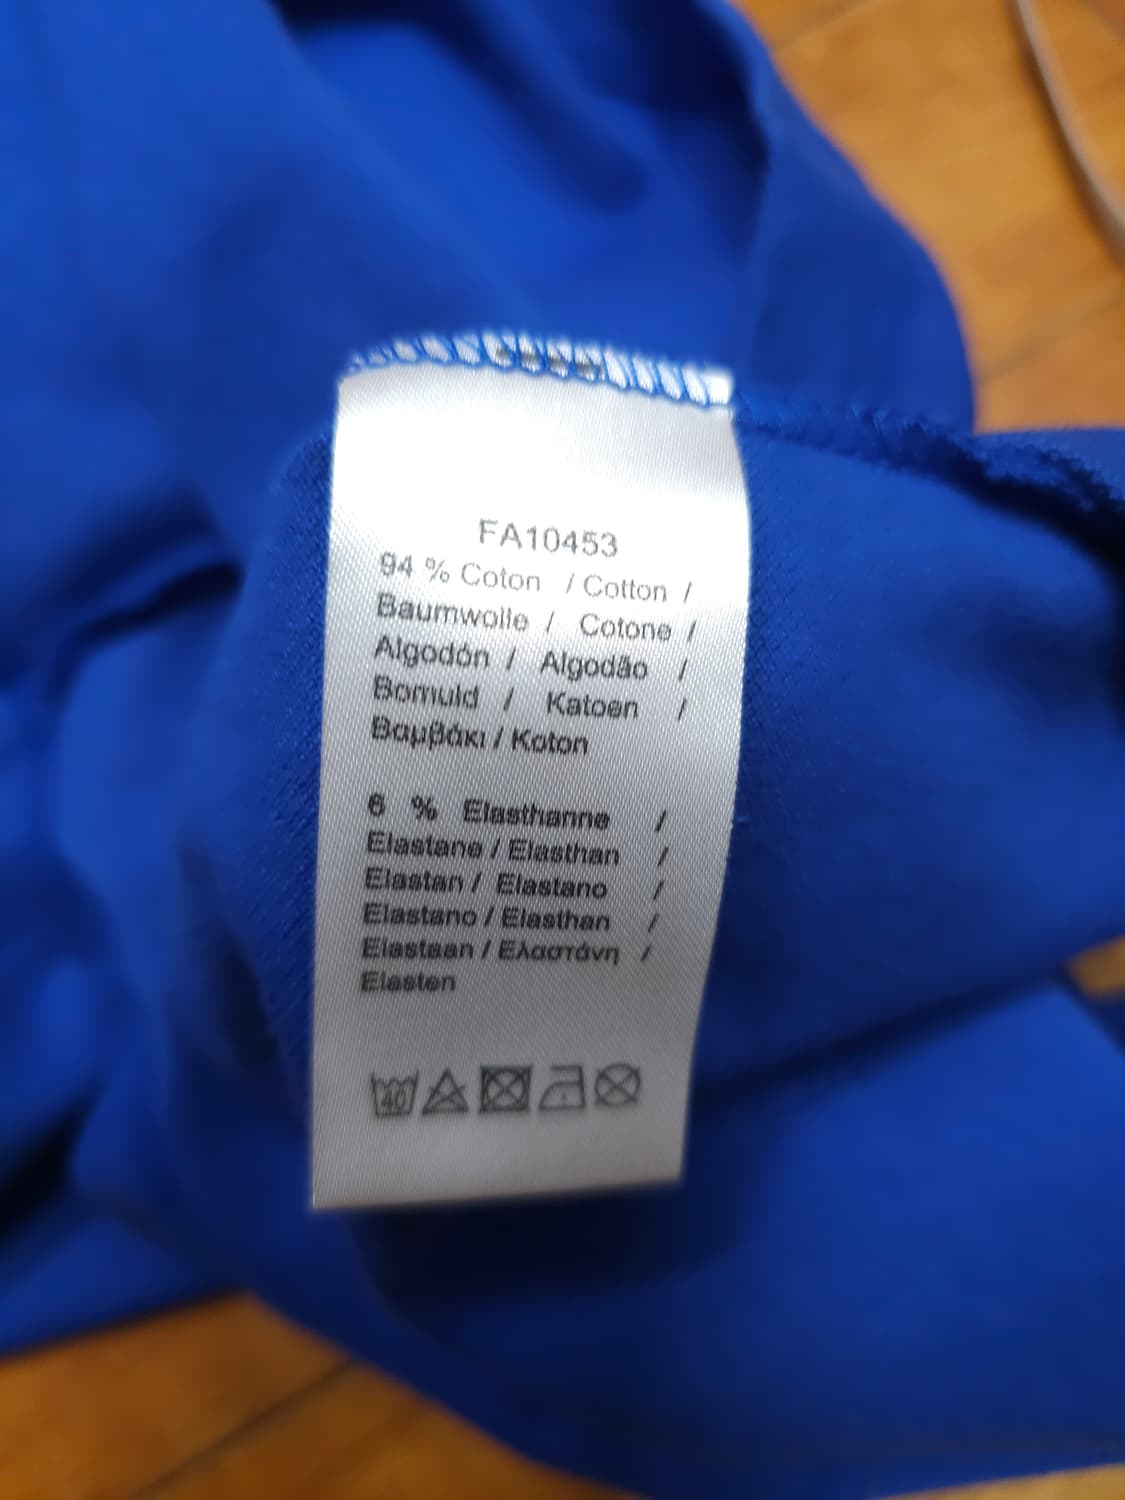 FA10453
94 % Coton / Cotton /
Baumwolle / Cotone /
Algodón / Algodão /
Bomuld / Katoen /
Βαμβάκι / Koton
6 % Elasthanne /
Elastane / Elasthan /
Elastan / Elastano /
Elastano / Elasthan /
Elastaan / Ελαστάνη /
Elasten
40